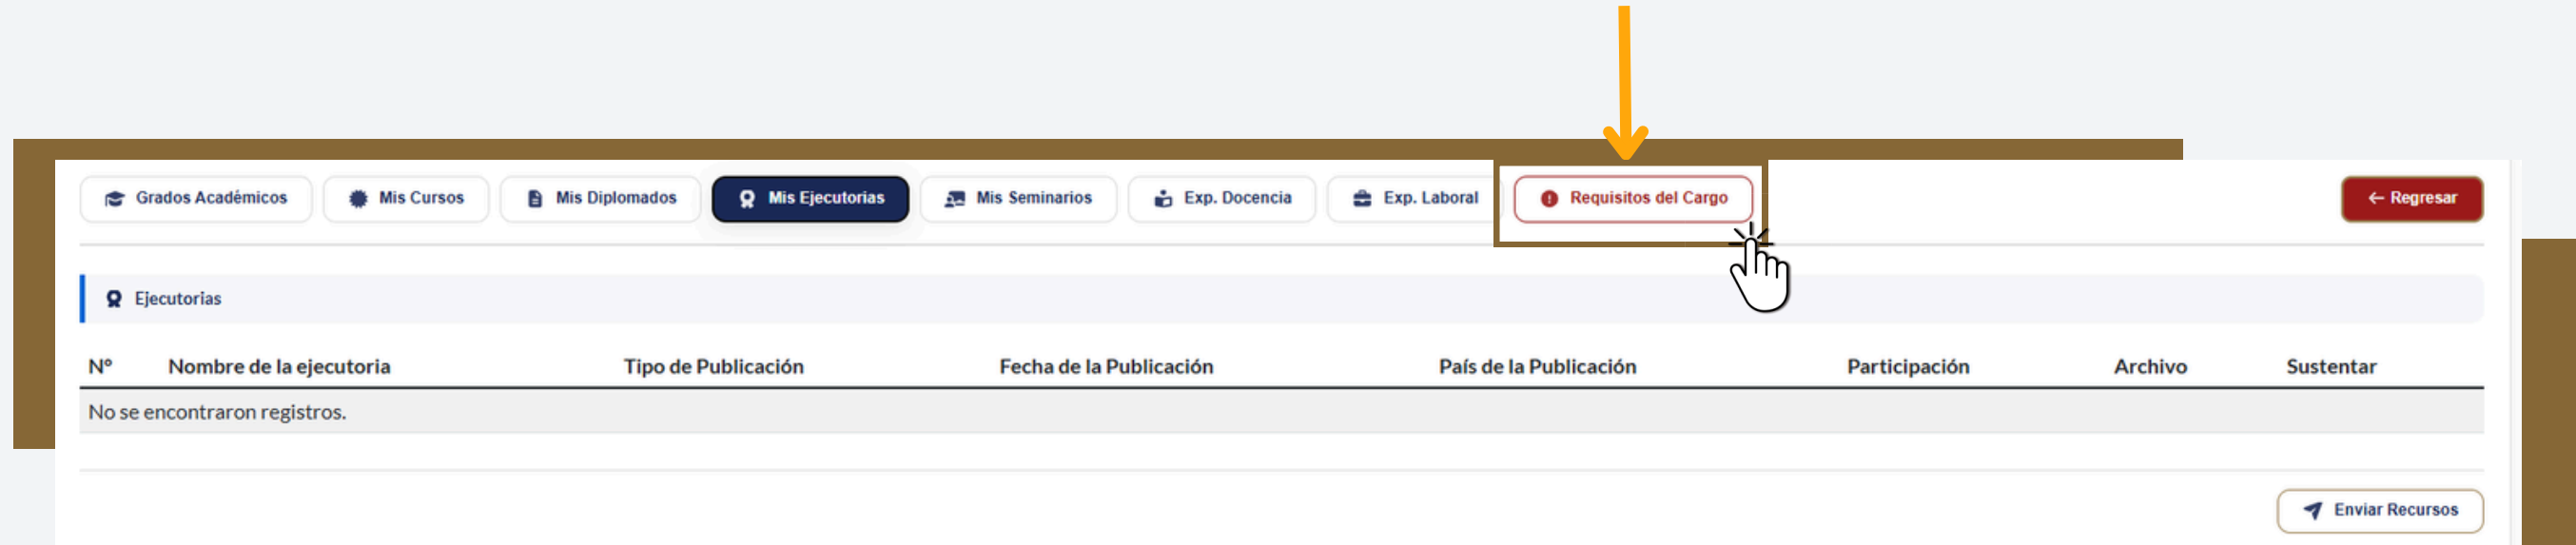 Grados Académicos Mis Cursos Mis Diplomados Mis Ejecutorias Mis Seminarios Exp. Docencia Exp. Laboral Requisitos del Cargo ← Regresar
Ejecutorias
N° Nombre de la ejecutoria Tipo de Publicación Fecha de la Publicación País de la Publicación Participación Archivo Sustentar
No se encontraron registros.
Enviar Recursos